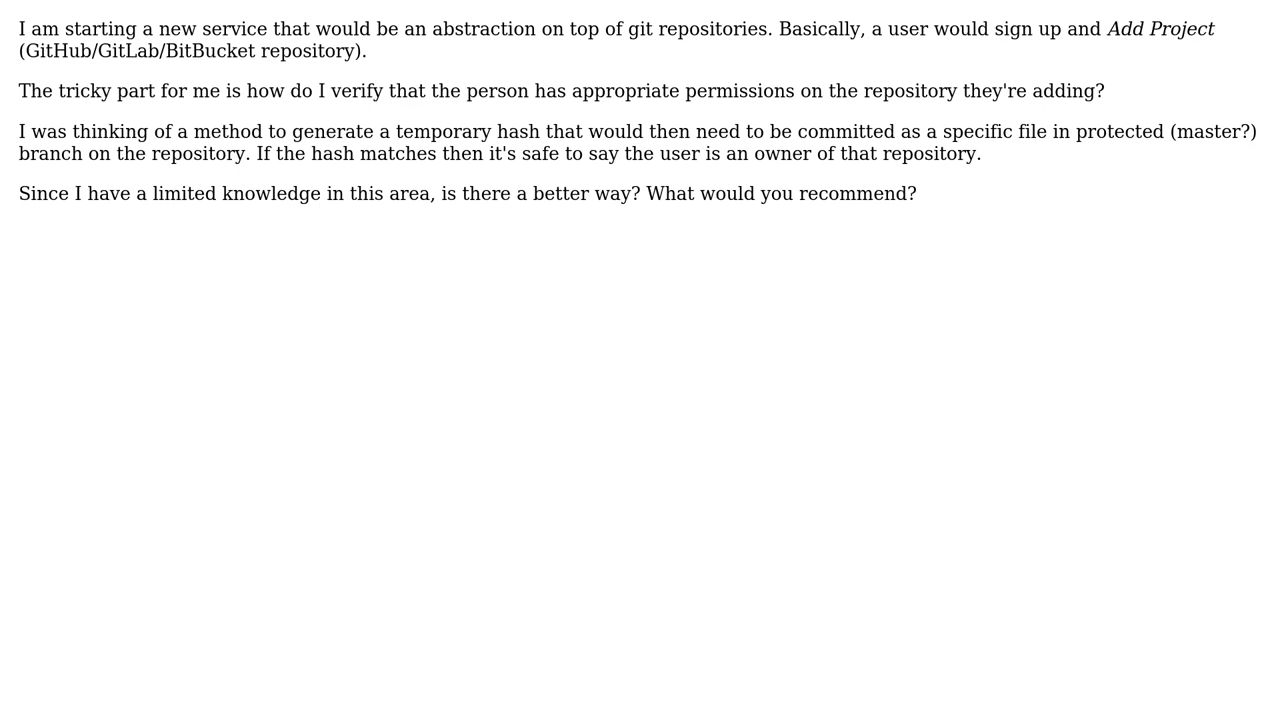 I am starting a new service that would be an abstraction on top of git repositories. Basically, a user would sign up and Add Project
(GitHub/GitLab/BitBucket repository).
The tricky part for me is how do I verify that the person has appropriate permissions on the repository they're adding?
I was thinking of a method to generate a temporary hash that would then need to be committed as a specific file in protected (master?)
branch on the repository. If the hash matches then it's safe to say the user is an owner of that repository.
Since I have a limited knowledge in this area, is there a better way? What would you recommend?